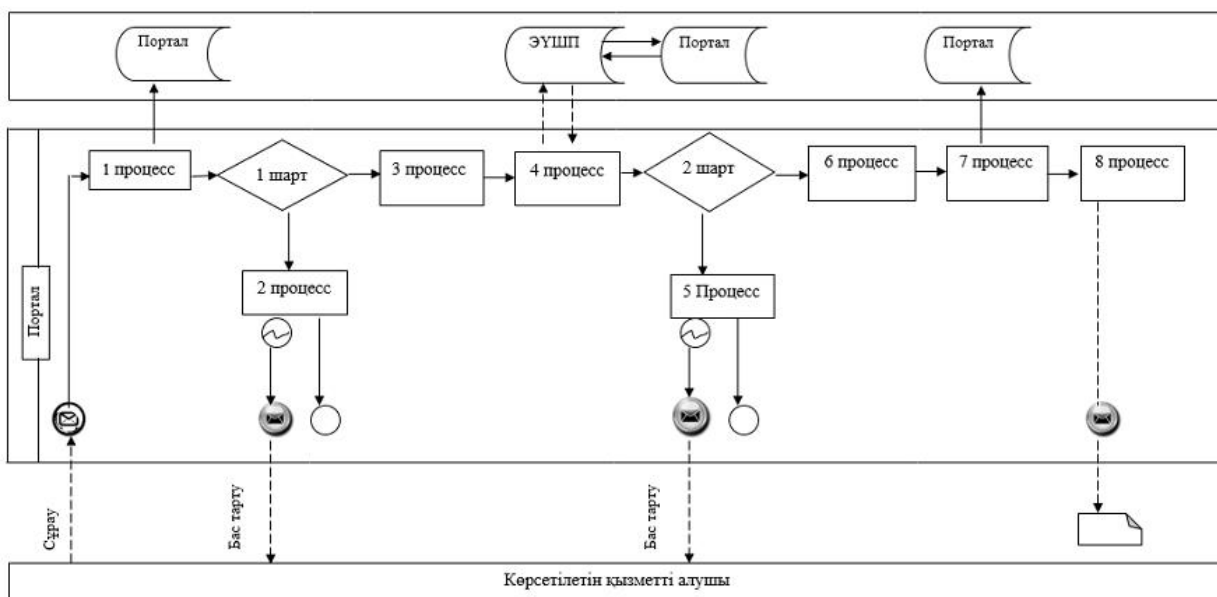 Портал
ЭҮШП
Портал
Портал
1 процесс
1 шарт
3 процесс
4 процесс
2 шарт
6 процесс
7 процесс
8 процесс
2 процесс
5 Процесс
Портал
Сұрау
Бас тарту
Бас тарту
Көрсетілетін қызметті алушы